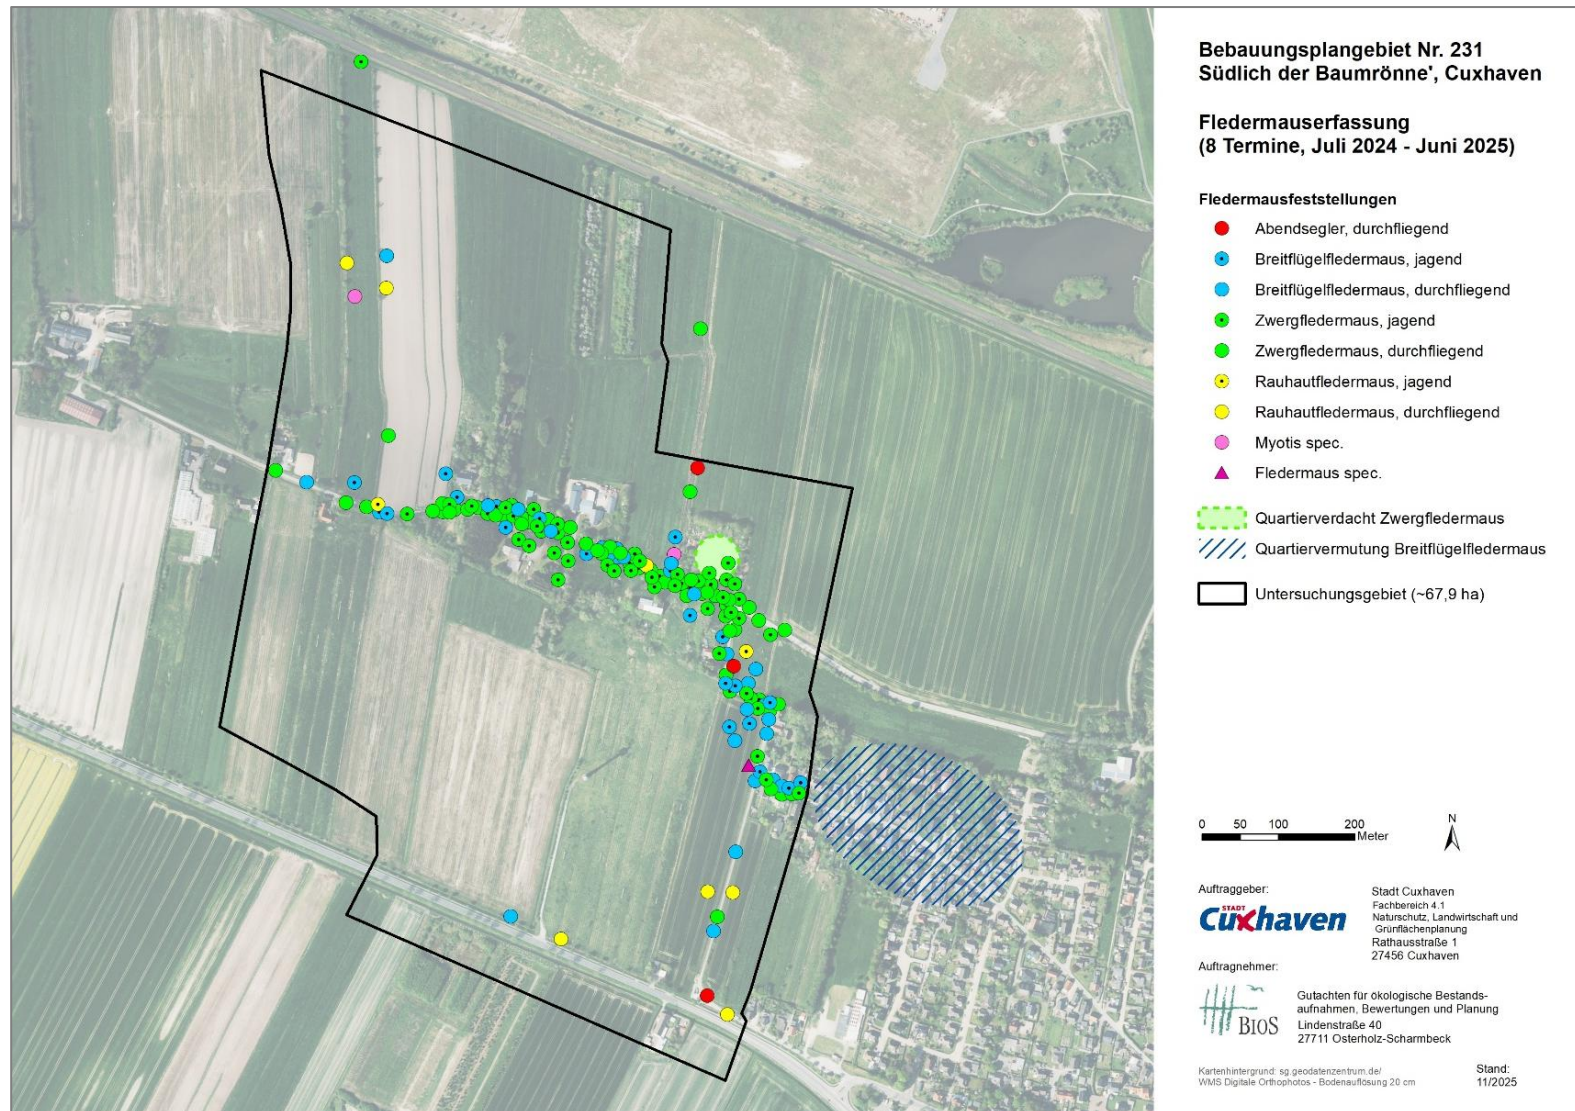 Bebauungsplangebiet Nr. 231
Südlich der Baumrönne', Cuxhaven
Fledermauserfassung
(8 Termine, Juli 2024 - Juni 2025)
Fledermausfeststellungen
Abendsegler, durchfliegend
Breitflügelfledermaus, jagend
Breitflügelfledermaus, durchfliegend
Zwergfledermaus, jagend
Zwergfledermaus, durchfliegend
Rauhautfledermaus, jagend
Rauhautfledermaus, durchfliegend
Myotis spec.
Fledermaus spec.
Quartierverdacht Zwergfledermaus
Quartiervermutung Breitflügelfledermaus
Untersuchungsgebiet (~67,9 ha)
0 50 100 200
Meter
N
Auftraggeber:
STADT
Cuxhaven
Stadt Cuxhaven
Fachbereich 4.1
Naturschutz, Landwirtschaft und
Grünflächenplanung
Rathausstraße 1
27456 Cuxhaven
Auftragnehmer:
BIOS
Gutachten für ökologische Bestands-
aufnahmen, Bewertungen und Planung
Lindenstraße 40
27711 Osterholz-Scharmbeck
Kartenhintergrund: sg.geodatenzentrum.de/
WMS Digitale Orthophotos - Bodenauflösung 20 cm
Stand:
11/2025